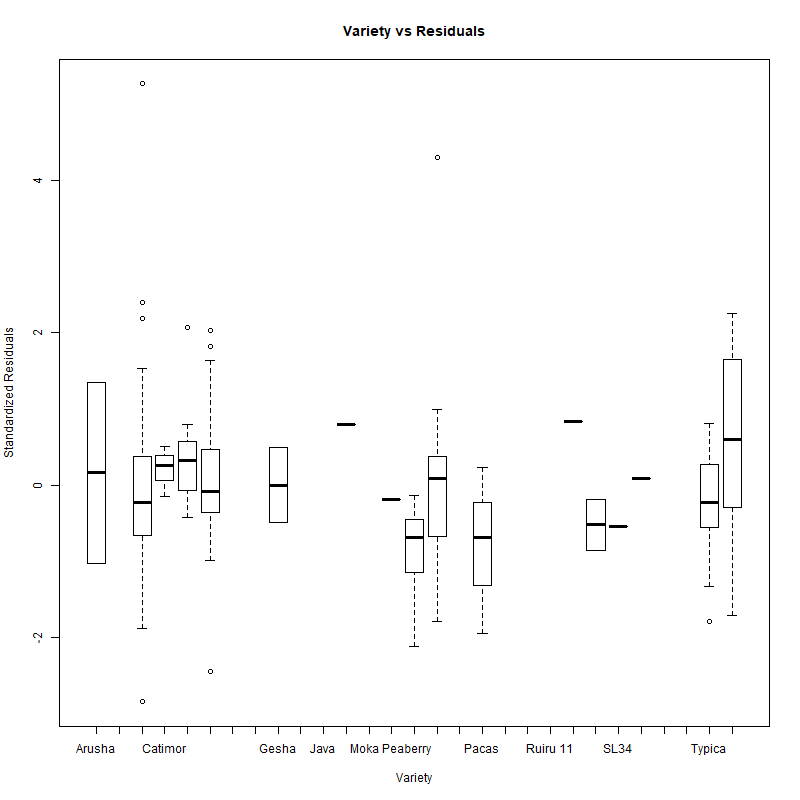 Variety vs Residuals
Standardized Residuals
4
2
0
-2
Arusha Catimor Gesha Java Moka Peaberry Pacas Ruiru 11 SL34 Typica
Variety